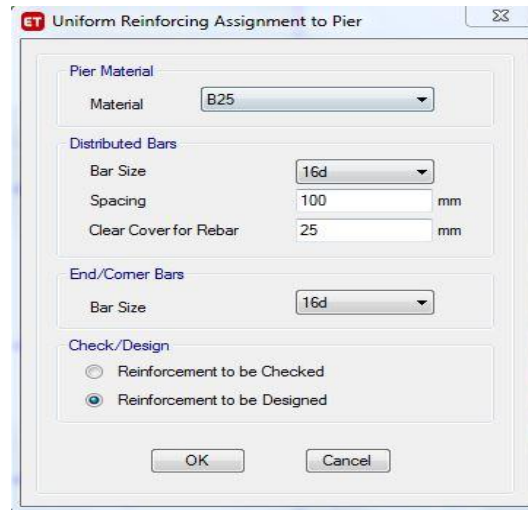 ET Uniform Reinforcing Assignment to Pier
Pier Material
Material B25
Distributed Bars
Bar Size 16d
Spacing 100 mm
Clear Cover for Rebar 25 mm
End/Corner Bars
Bar Size 16d
Check/Design
Reinforcement to be Checked
Reinforcement to be Designed
OK Cancel